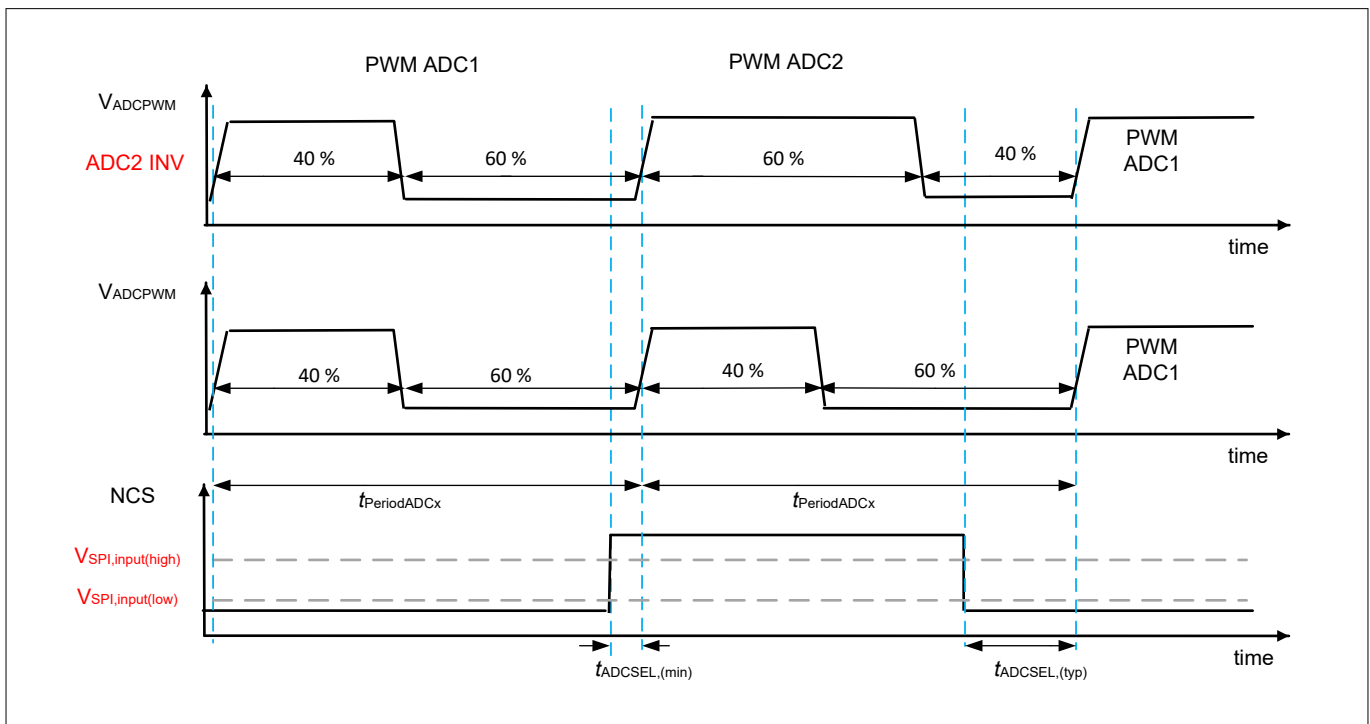 PWM ADC1
PWM ADC2
VADCPWM
ADC2 INV
40 %
60 %
60 %
40 %
PWM
ADC1
time
VADCPWM
40 %
60 %
40 %
60 %
PWM
ADC1
time
NCS
tPeriodADCx
tPeriodADCx
VSPI,input(high)
VSPI,input(low)
time
tADCSEL,(min)
tADCSEL,(typ)